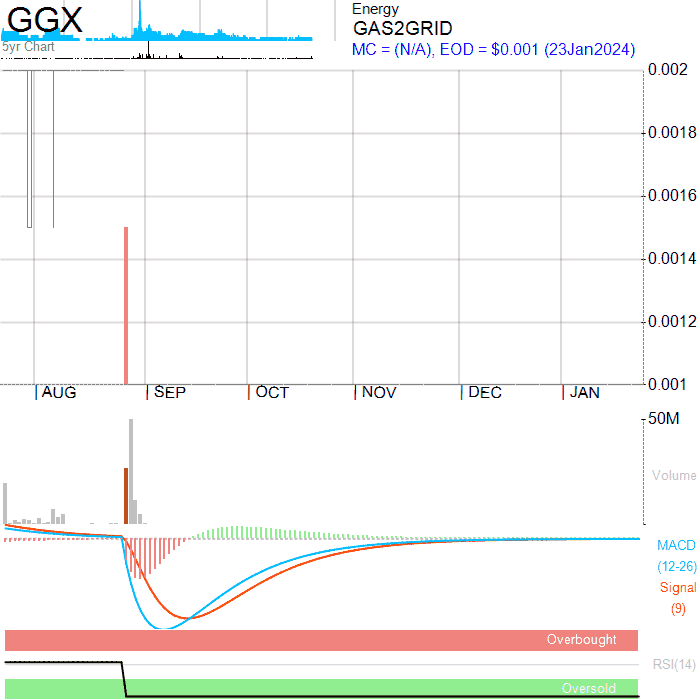 GGX
5yr Chart
Energy
GAS2GRID
MC = (N/A), EOD = $0.001 (23Jan2024)
0.002
0.0018
0.0016
0.0014
0.0012
0.001
AUG SEP OCT NOV DEC JAN
50M
Volume
MACD
(12-26)
Signal
(9)
Overbought
RSI(14)
Oversold